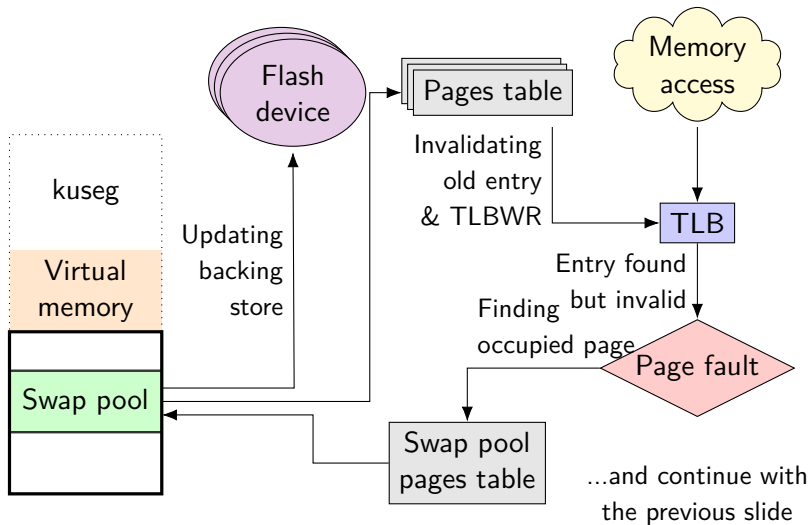 Flash
device
Pages table
Memory
access
Invalidating
old entry
& TLBWR
kuseg
TLB
Updating
backing
store
Virtual
memory
Entry found
but invalid
Finding
occupied page
Page fault
Swap pool
Swap pool
pages table
...and continue with
the previous slide